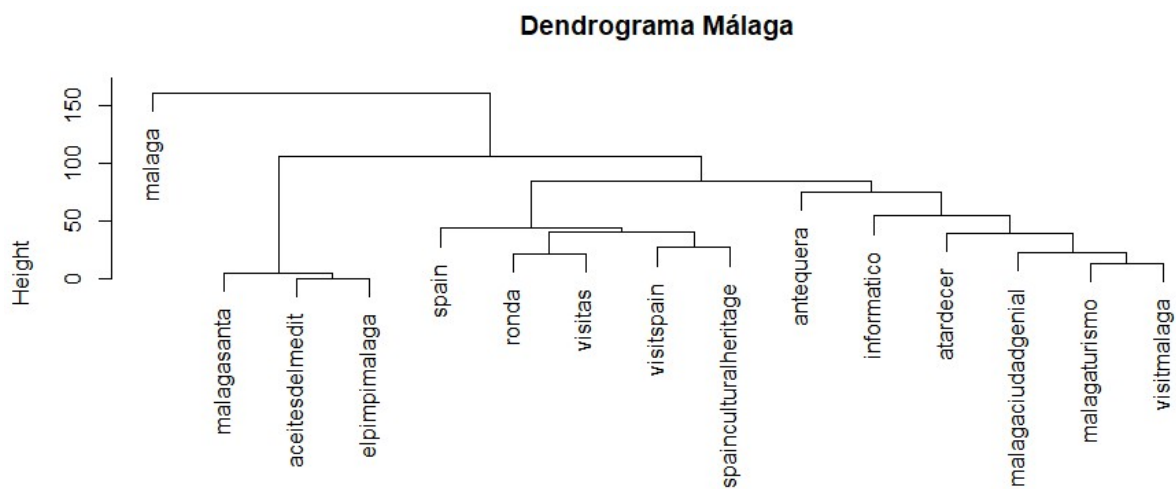 Dendrograma Málaga
Height
150
100
50
0
malaga
malagasanta
aceitesdelmedit
elpimpimalaga
spain
ronda
visitas
visitspain
spainculturalheritage
antequera
informatico
atardecer
malagaciudadgenial
malagaturismo
visitmalaga